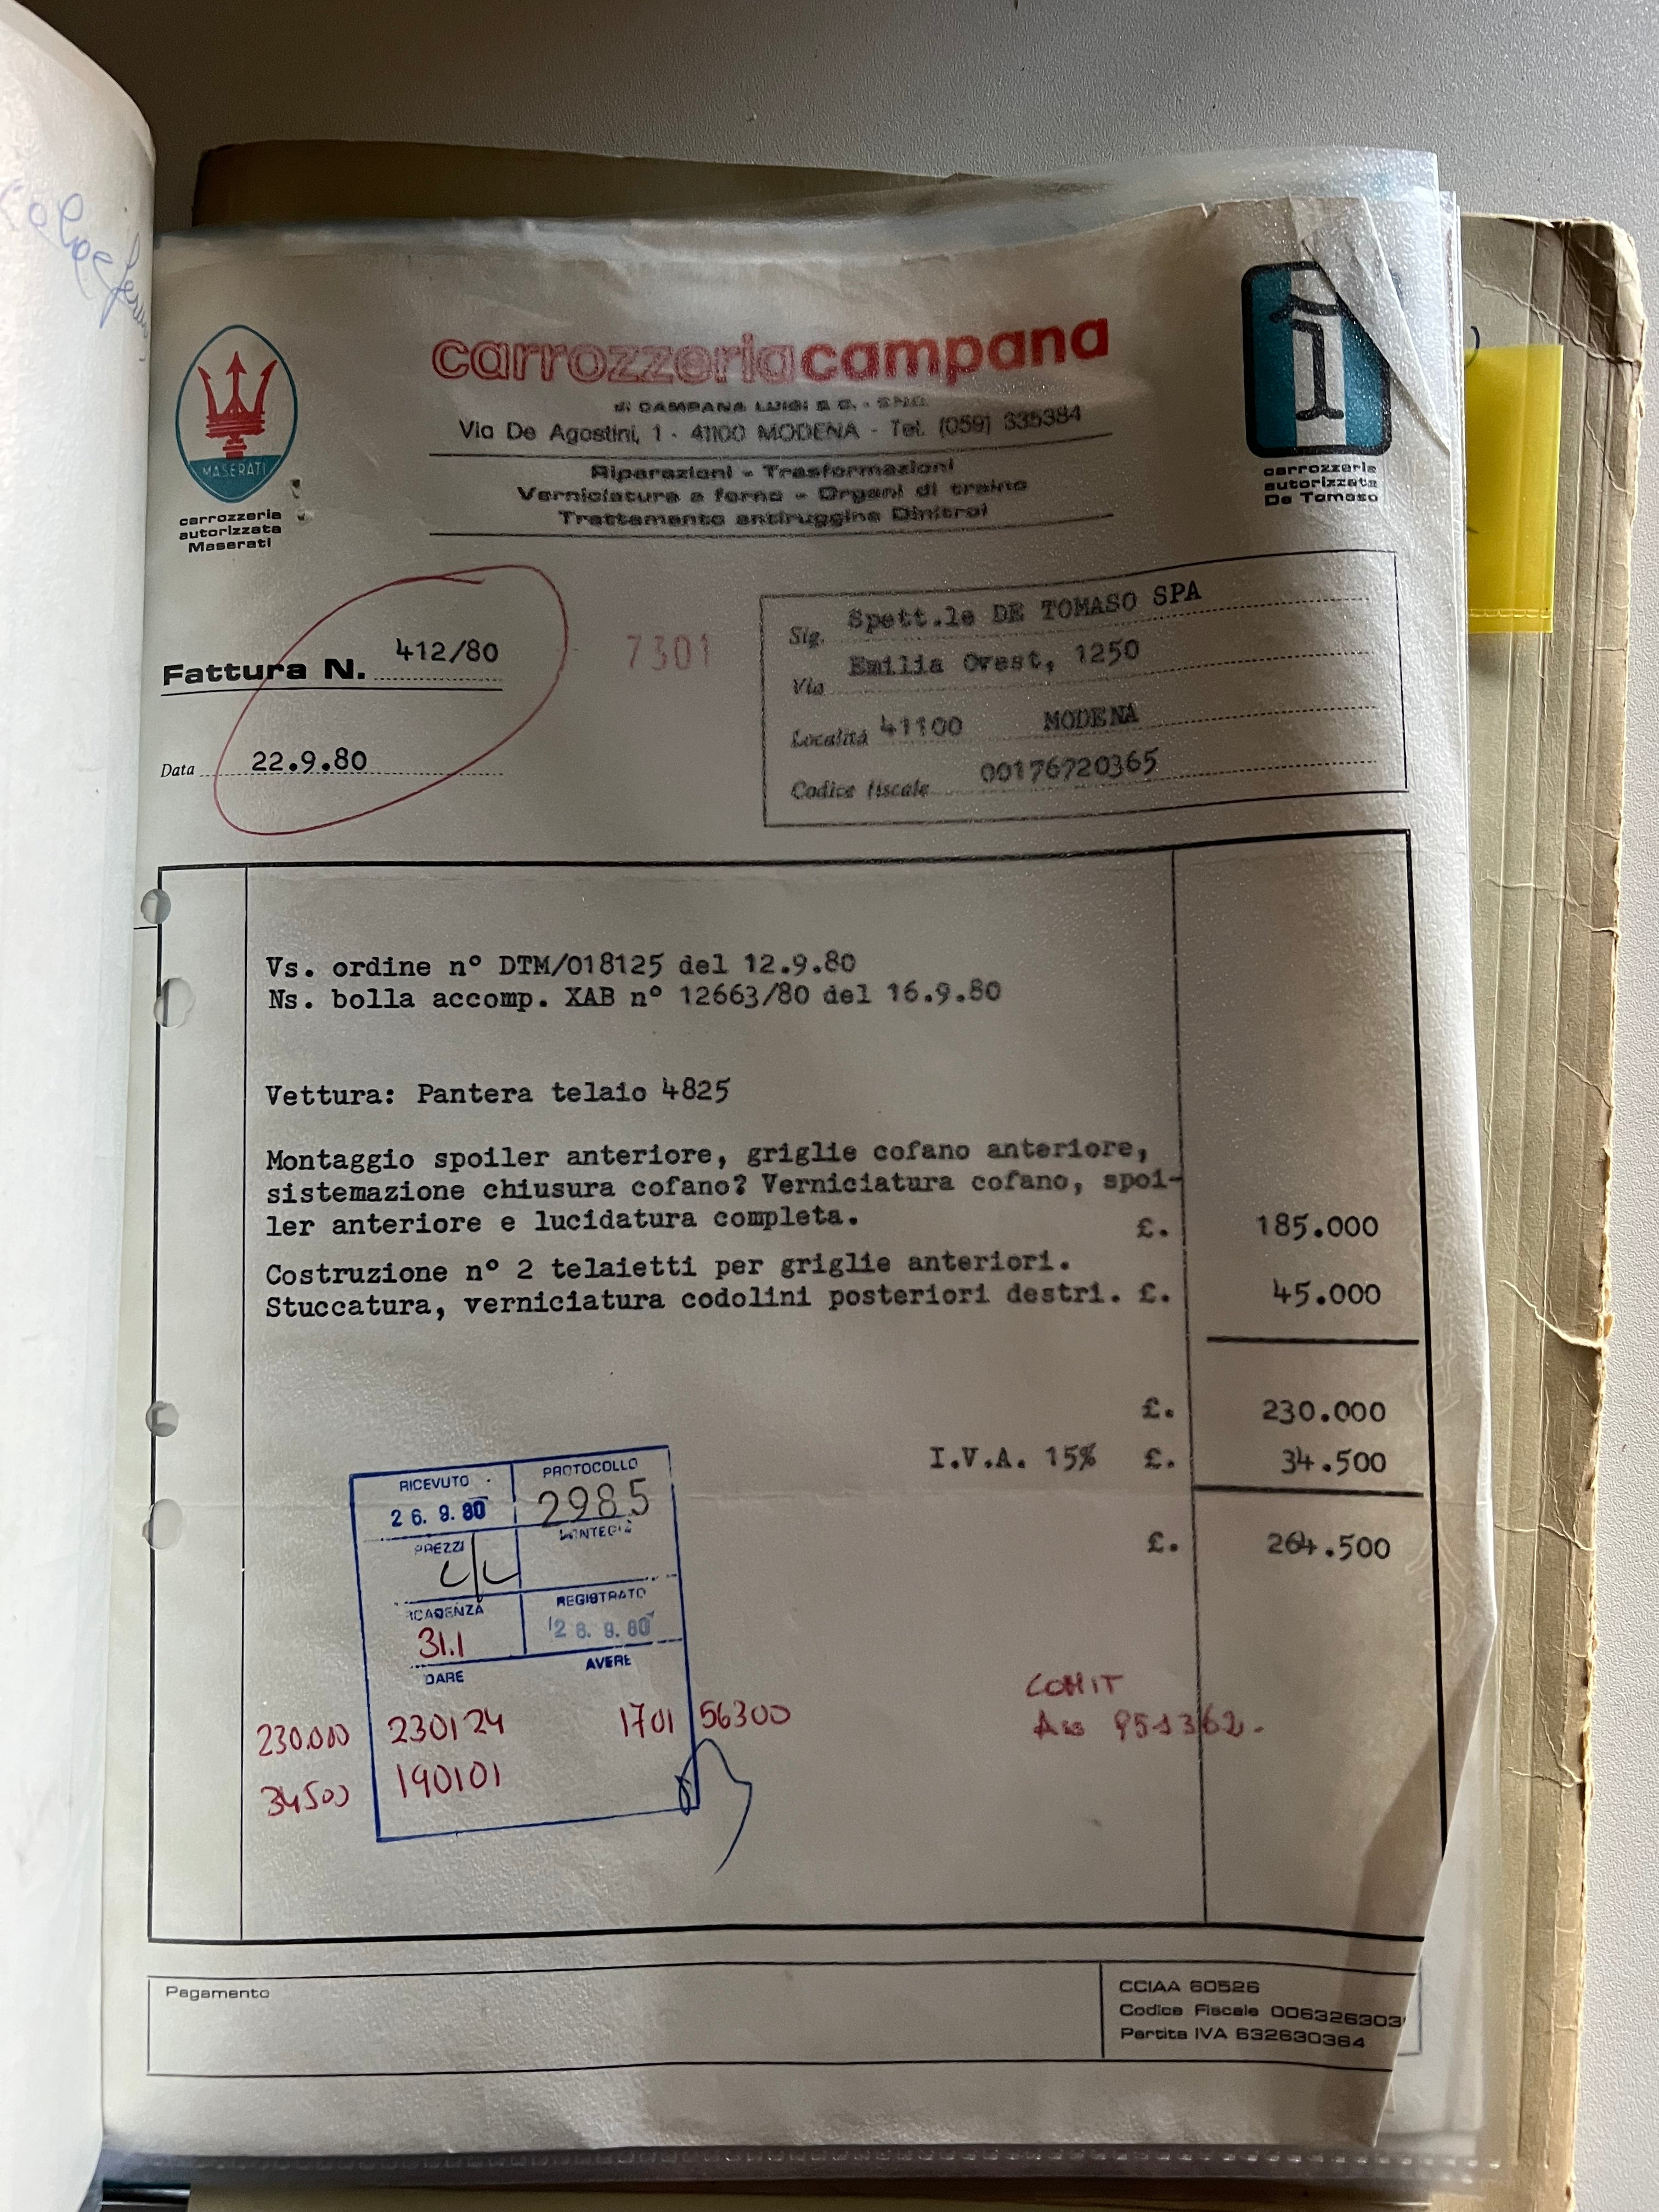 MASERATI
carrozzeria
autorizzata
Maserati
carrozzeriacampana
di CAMPANA LUIGI & C. - S.N.C.
Via De Agostini, 1 - 41100 MODENA - Tel. (059) 335384
Riparazioni - Trasformazioni
Verniciatura a forno - Organi di traino
Trattamento antiruggine Dinitrol
carrozzeria
autorizzata
De Tomaso
Fattura N. 412/80
7301
Data 22.9.80
Sig. Spett.le DE TOMASO SPA
Via Emilia Ovest, 1250
Località 41100 MODENA
Codice fiscale 00176720365
Vs. ordine n° DTM/018125 del 12.9.80
Ns. bolla accomp. XAB n° 12663/80 del 16.9.80
Vettura: Pantera telaio 4825
Montaggio spoiler anteriore, griglie cofano anteriore,
sistemazione chiusura cofano? Verniciatura cofano, spoi-
ler anteriore e lucidatura completa. £. 185.000
Costruzione n° 2 telaietti per griglie anteriori.
Stuccatura, verniciatura codolini posteriori destri. £. 45.000
£. 230.000
I.V.A. 15% £. 34.500
£. 264.500
RICEVUTO PROTOCOLLO
26. 9. 80 2985
PREZZI CONTEGGI
SCADENZA REGISTRATO
31.1 26. 9. 80
DARE AVERE
230.000 230124 1701 56300
34500 190101
COMIT
Ass 951362.
Pagamento
CCIAA 60526
Codice Fiscale 006326303
Partita IVA 632630364